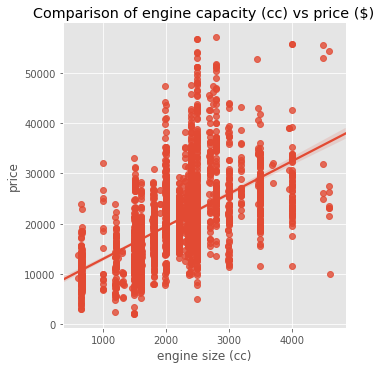 Comparison of engine capacity (cc) vs price ($)
50000
40000
30000
20000
10000
0
price
1000 2000 3000 4000
engine size (cc)